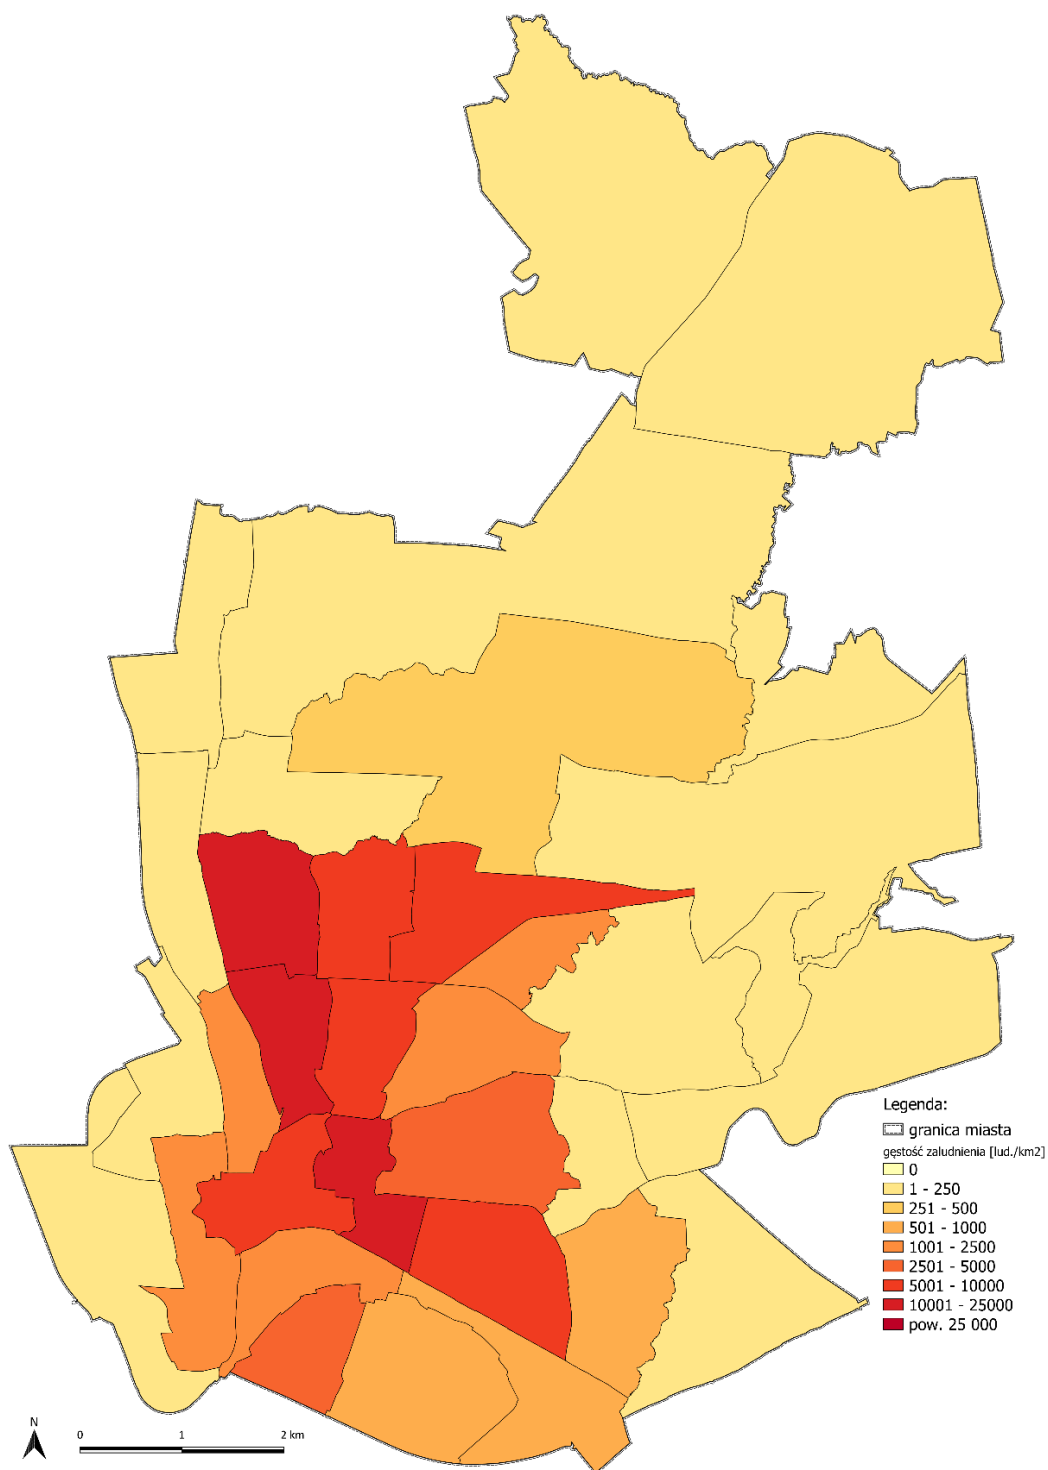 Legenda:
granica miasta
gęstość zaludnienia [lud./km2]
0
1 - 250
251 - 500
501 - 1000
1001 - 2500
2501 - 5000
5001 - 10000
10001 - 25000
pow. 25 000
N
0 1 2 km